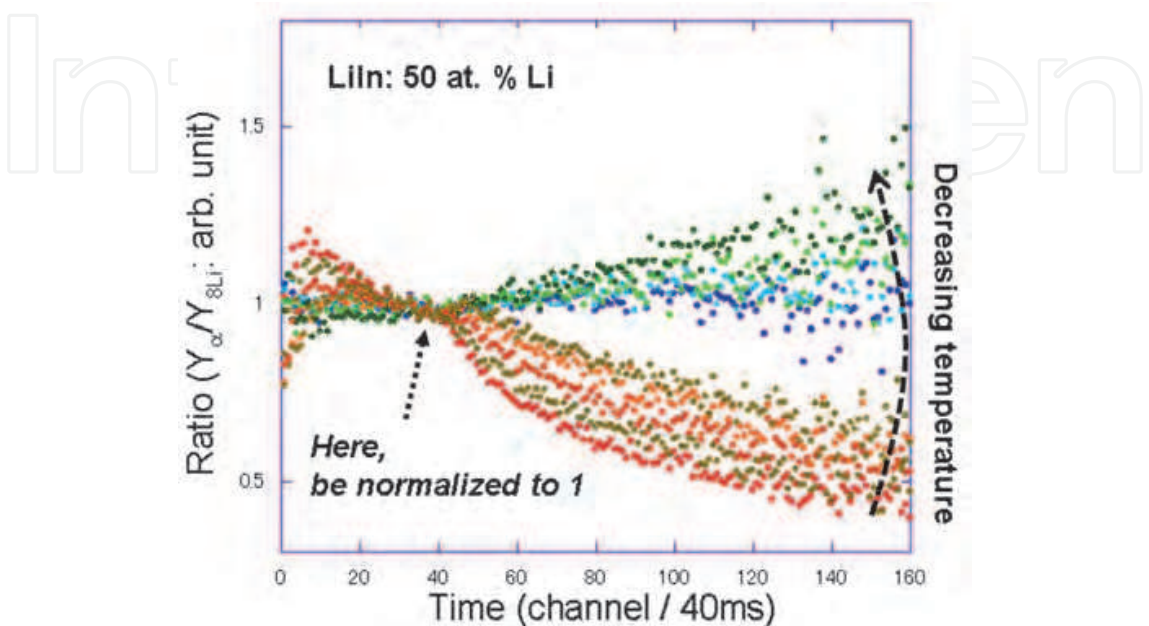 LiIn: 50 at. % Li
Ratio (Yα/Y8Li: arb. unit)
1.5
1
0.5
Here,
be normalized to 1
Decreasing temperature
0 20 40 60 80 100 120 140 160
Time (channel / 40ms)